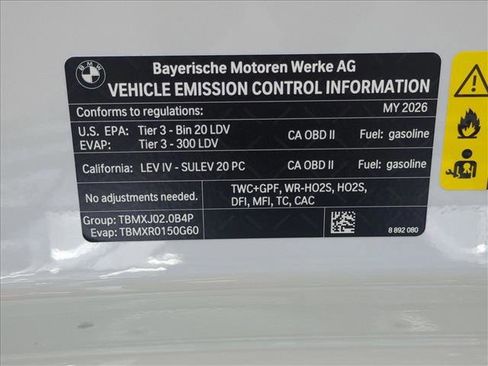 BMW
Bayerische Motoren Werke AG
VEHICLE EMISSION CONTROL INFORMATION
Conforms to regulations: MY 2026
U.S. EPA: Tier 3 - Bin 20 LDV CA OBD II Fuel: gasoline
EVAP: Tier 3 - 300 LDV
California: LEV IV - SULEV 20 PC CA OBD II Fuel: gasoline
No adjustments needed. TWC+GPF, WR-HO2S, HO2S,
DFI, MFI, TC, CAC
Group: TBMXJ02.0B4P
Evap: TBMXR0150G60
8 892 080